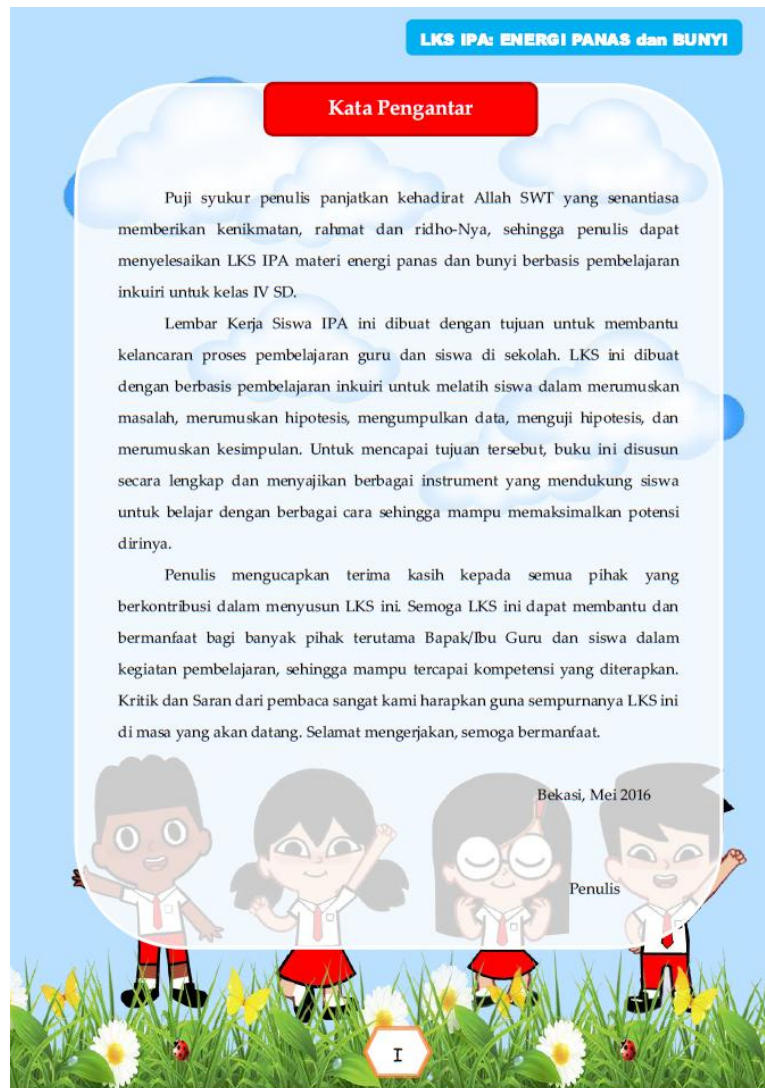 LKS IPA: ENERGI PANAS dan BUNYI
Kata Pengantar
Puji syukur penulis panjatkan kehadirat Allah SWT yang senantiasa
memberikan kenikmatan, rahmat dan ridho-Nya, sehingga penulis dapat
menyelesaikan LKS IPA materi energi panas dan bunyi berbasis pembelajaran
inkuiri untuk kelas IV SD.
Lembar Kerja Siswa IPA ini dibuat dengan tujuan untuk membantu
kelancaran proses pembelajaran guru dan siswa di sekolah. LKS ini dibuat
dengan berbasis pembelajaran inkuiri untuk melatih siswa dalam merumuskan
masalah, merumuskan hipotesis, mengumpulkan data, menguji hipotesis, dan
merumuskan kesimpulan. Untuk mencapai tujuan tersebut, buku ini disusun
secara lengkap dan menyajikan berbagai instrument yang mendukung siswa
untuk belajar dengan berbagai cara sehingga mampu memaksimalkan potensi
dirinya.
Penulis mengucapkan terima kasih kepada semua pihak yang
berkontribusi dalam menyusun LKS ini. Semoga LKS ini dapat membantu dan
bermanfaat bagi banyak pihak terutama Bapak/Ibu Guru dan siswa dalam
kegiatan pembelajaran, sehingga mampu tercapai kompetensi yang diterapkan.
Kritik dan Saran dari pembaca sangat kami harapkan guna sempurnanya LKS ini
di masa yang akan datang. Selamat mengerjakan, semoga bermanfaat.
Bekasi, Mei 2016
Penulis
I